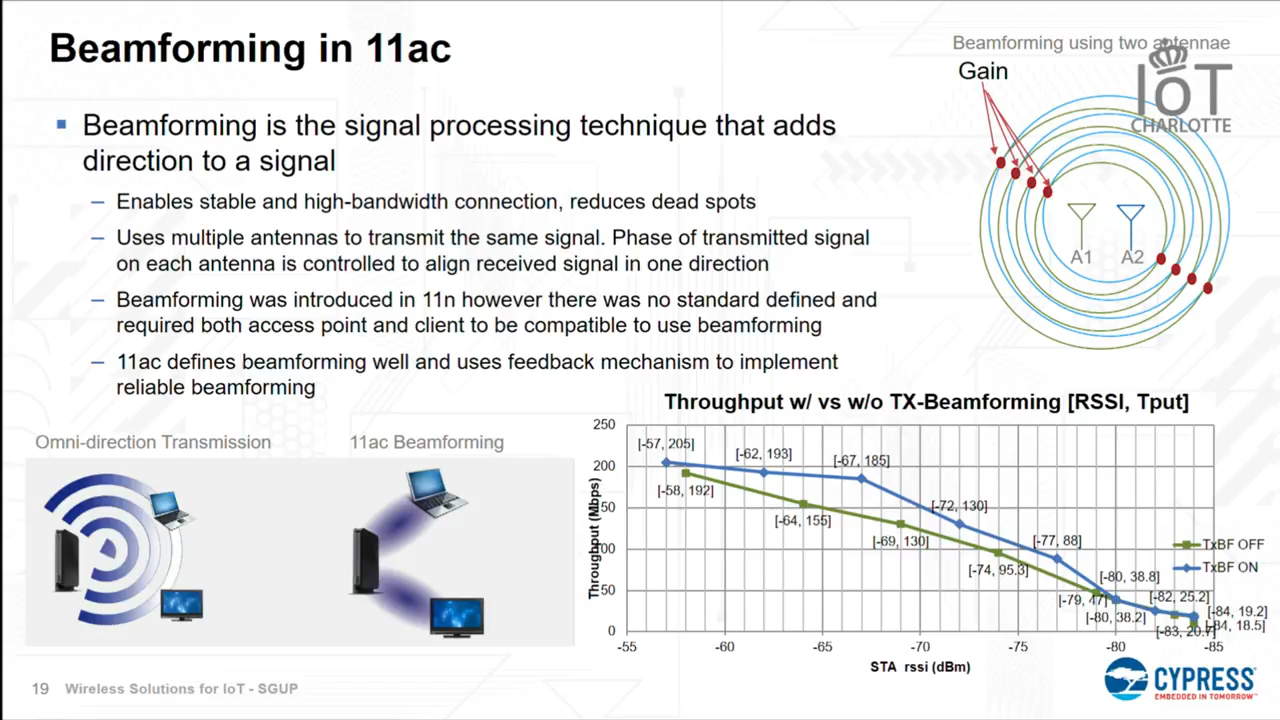 Beamforming in 11ac
Beamforming using two antennae
Gain
IoT
CHARLOTTE
A1 A2
▪ Beamforming is the signal processing technique that adds
direction to a signal
– Enables stable and high-bandwidth connection, reduces dead spots
– Uses multiple antennas to transmit the same signal. Phase of transmitted signal
on each antenna is controlled to align received signal in one direction
– Beamforming was introduced in 11n however there was no standard defined and
required both access point and client to be compatible to use beamforming
– 11ac defines beamforming well and uses feedback mechanism to implement
reliable beamforming
Omni-direction Transmission
11ac Beamforming
Throughput w/ vs w/o TX-Beamforming [RSSI, Tput]
Throughput (Mbps)
250
200
150
100
50
0
[-57, 205]
[-62, 193]
[-67, 185]
[-72, 130]
[-77, 88]
[-80, 38.8]
[-82, 25.2]
[-84, 19.2]
[-58, 192]
[-64, 155]
[-69, 130]
[-74, 95.3]
[-79, 47]
[-80, 38.2]
[-83, 20.7]
[-84, 18.5]
TxBF OFF
TxBF ON
-55 -60 -65 -70 -75 -80 -85
STA rssi (dBm)
19 Wireless Solutions for IoT - SGUP
CYPRESS
EMBEDDED IN TOMORROW™